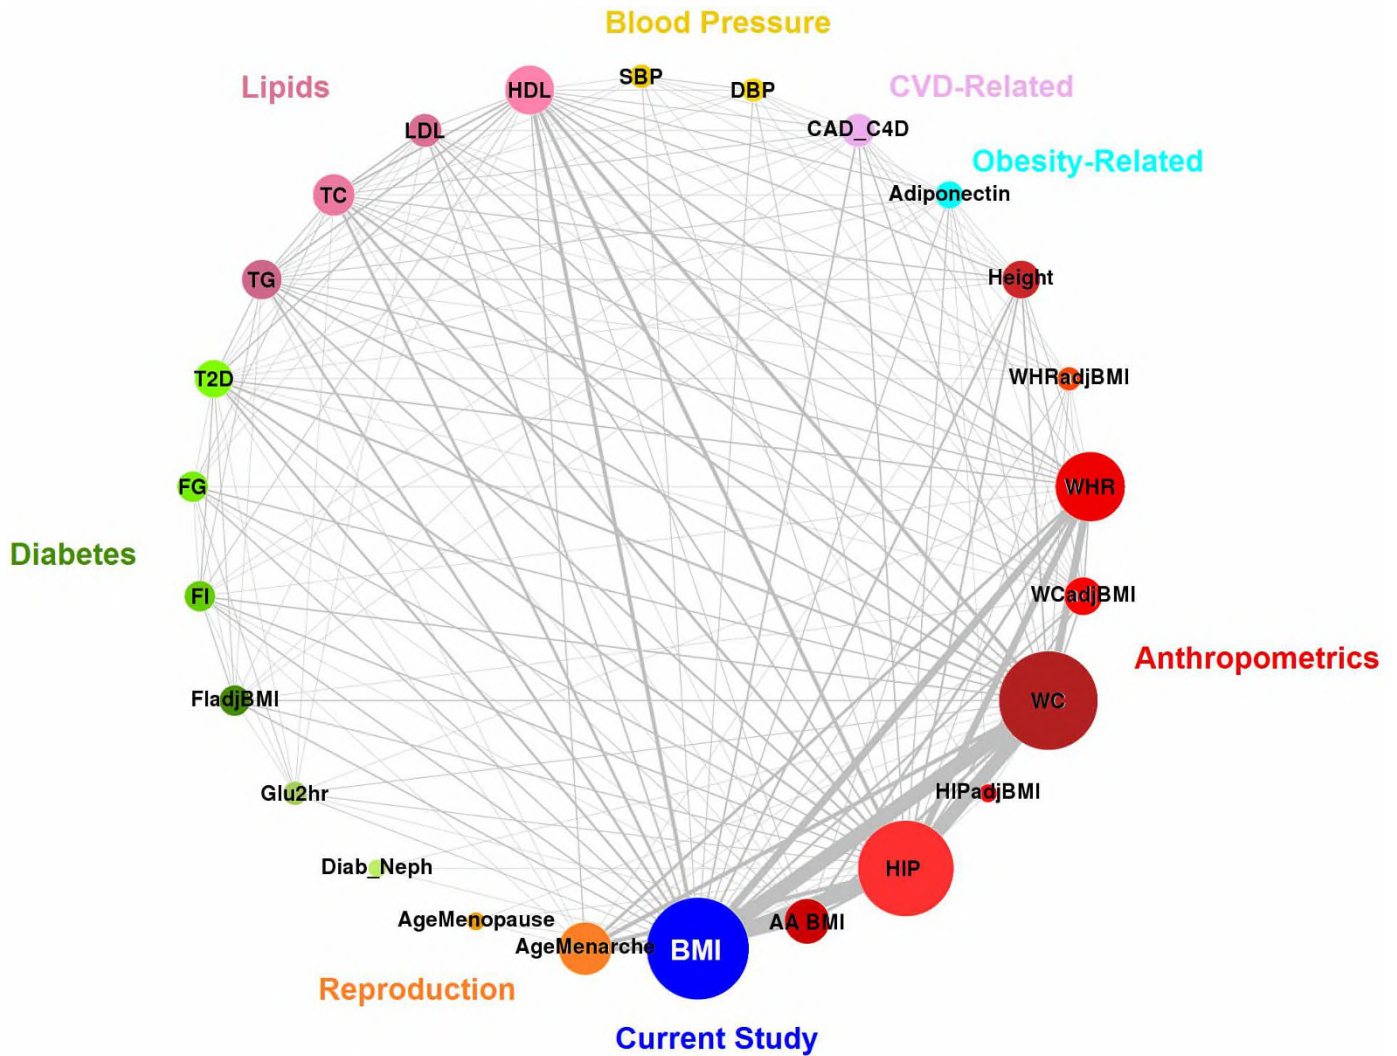 Blood Pressure
Lipids
HDL
SBP
DBP
CVD-Related
LDL
CAD_C4D
Obesity-Related
TC
Adiponectin
TG
Height
T2D
WHRadjBMI
FG
WHR
Diabetes
FI
WCadjBMI
Anthropometrics
FIadjBMI
WC
Glu2hr
HIPadjBMI
Diab_Neph
HIP
AgeMenopause
AA BMI
AgeMenarche
BMI
Reproduction
Current Study